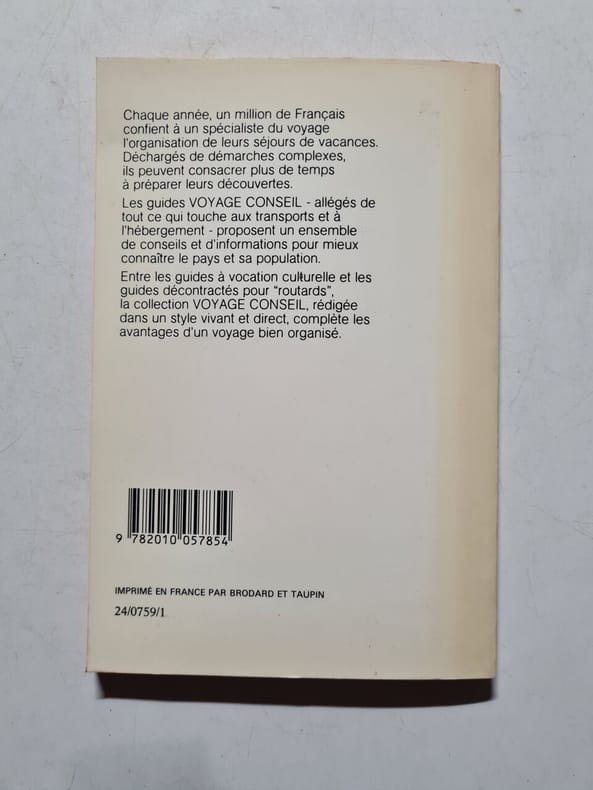 Chaque année, un million de Français
confient à un spécialiste du voyage
l'organisation de leurs séjours de vacances.
Déchargés de démarches complexes,
ils peuvent consacrer plus de temps
à préparer leurs découvertes.
Les guides VOYAGE CONSEIL - allégés de
tout ce qui touche aux transports et à
l'hébergement - proposent un ensemble
de conseils et d'informations pour mieux
connaître le pays et sa population.
Entre les guides à vocation culturelle et les
guides décontractés pour "routards",
la collection VOYAGE CONSEIL, rédigée
dans un style vivant et direct, complète les
avantages d'un voyage bien organisé.
9 782010 057854
IMPRIMÉ EN FRANCE PAR BRODARD ET TAUPIN
24/0759/1